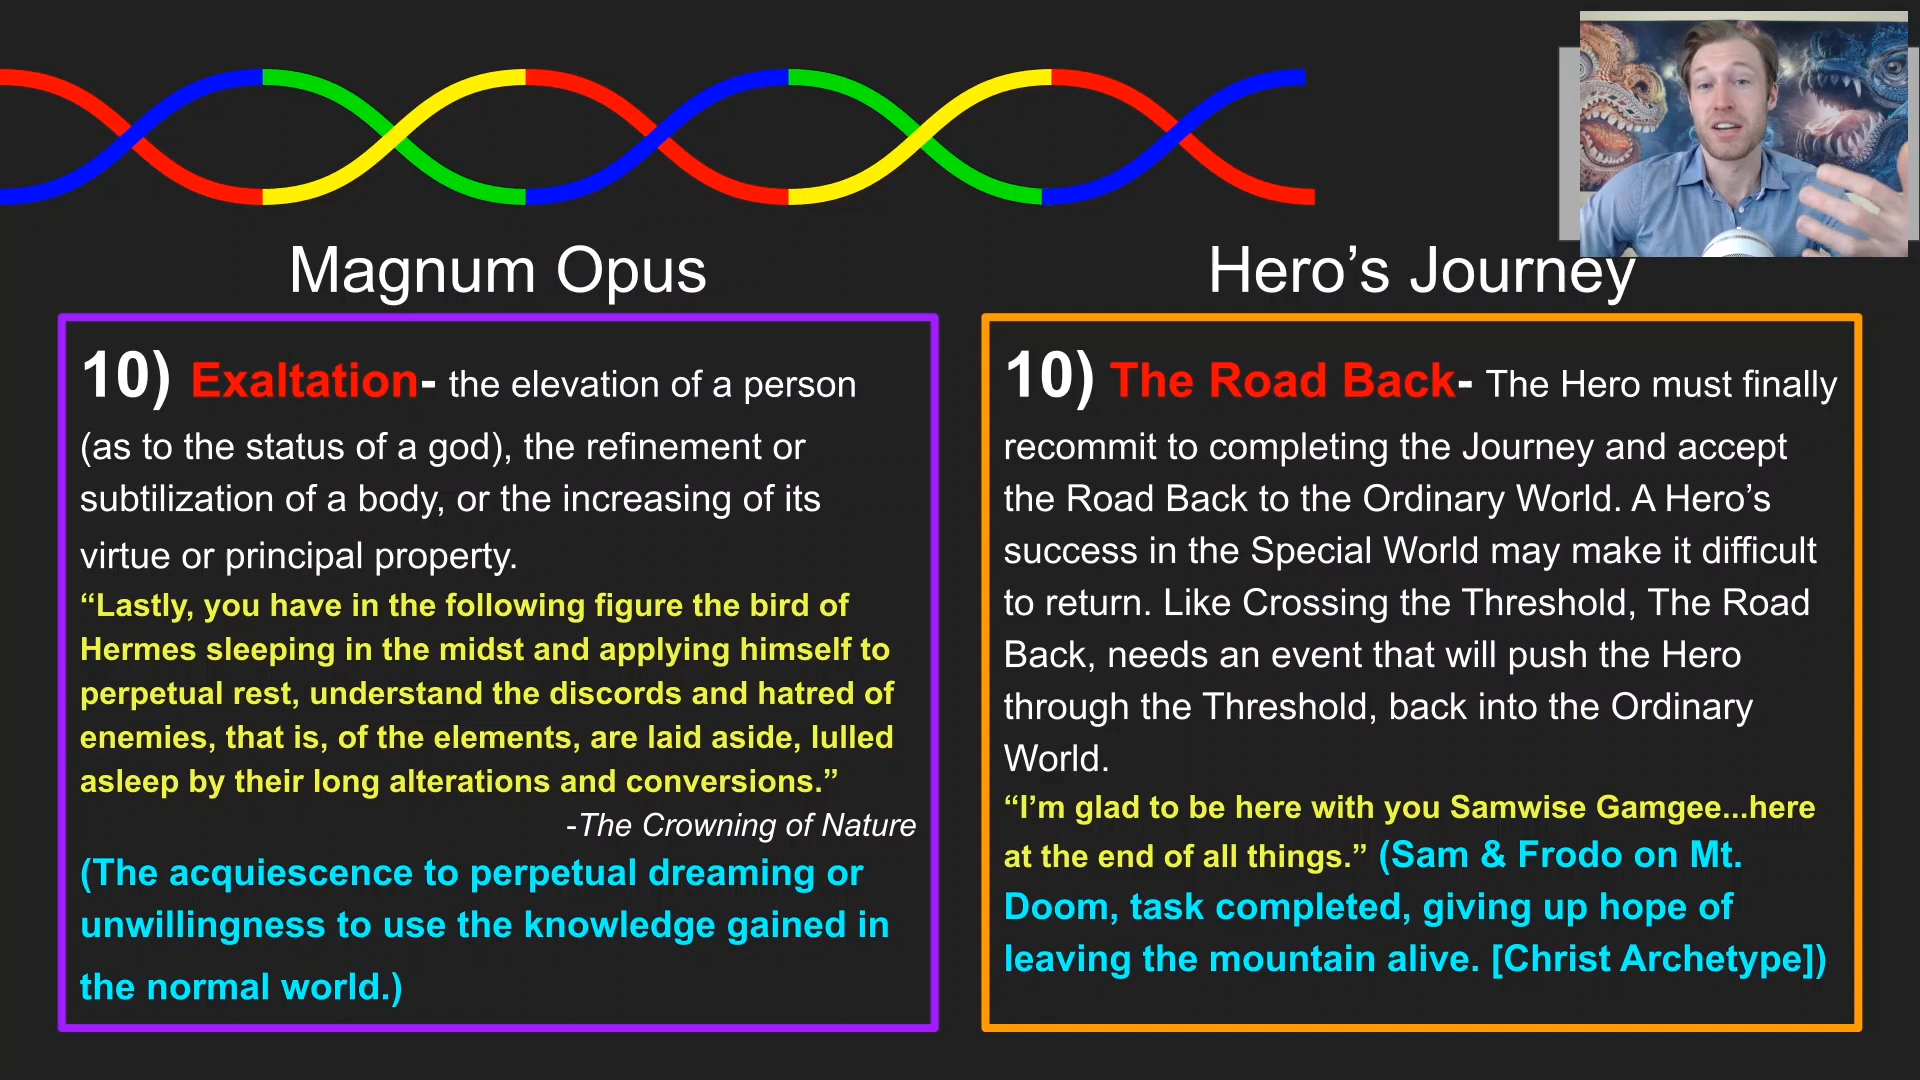 Magnum Opus
Hero’s Journey
10) Exaltation- the elevation of a person
(as to the status of a god), the refinement or
subtilization of a body, or the increasing of its
virtue or principal property.
“Lastly, you have in the following figure the bird of
Hermes sleeping in the midst and applying himself to
perpetual rest, understand the discords and hatred of
enemies, that is, of the elements, are laid aside, lulled
asleep by their long alterations and conversions.”
-The Crowning of Nature
(The acquiescence to perpetual dreaming or
unwillingness to use the knowledge gained in
the normal world.)
10) The Road Back- The Hero must finally
recommit to completing the Journey and accept
the Road Back to the Ordinary World. A Hero’s
success in the Special World may make it difficult
to return. Like Crossing the Threshold, The Road
Back, needs an event that will push the Hero
through the Threshold, back into the Ordinary
World.
“I’m glad to be here with you Samwise Gamgee...here
at the end of all things.” (Sam & Frodo on Mt.
Doom, task completed, giving up hope of
leaving the mountain alive. [Christ Archetype])